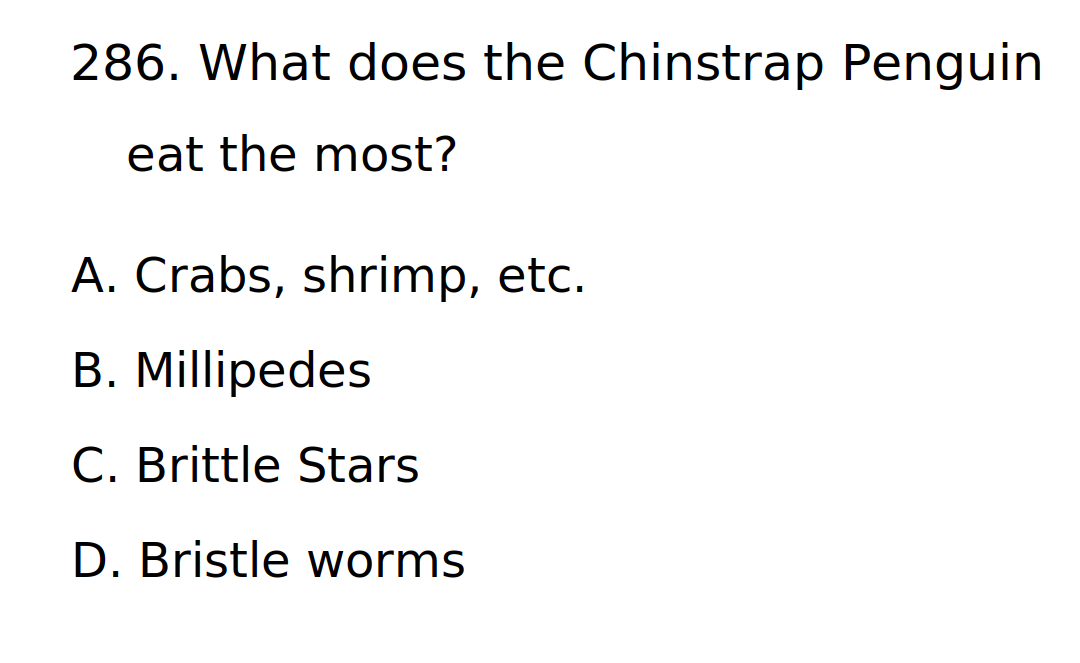 286. What does the Chinstrap Penguin
eat the most?
A. Crabs, shrimp, etc.
B. Millipedes
C. Brittle Stars
D. Bristle worms